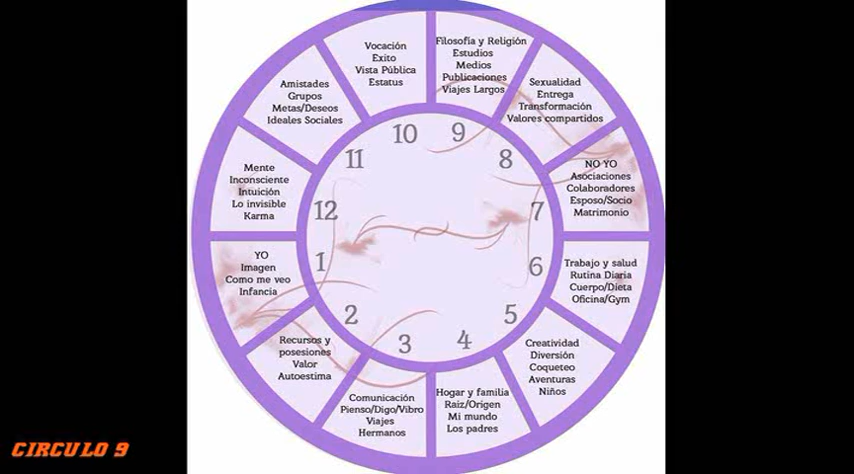 Vocación
Exito
Vista Pública
Estatus
10
Filosofía y Religión
Estudios
Medios
Publicaciones
Viajes Largos
9
Sexualidad
Entrega
Transformación
Valores compartidos
8
NO YO
Asociaciones
Colaboradores
Esposo/Socio
Matrimonio
7
Trabajo y salud
Rutina Diaria
Cuerpo/Dieta
Oficina/Gym
6
Creatividad
Diversión
Coqueteo
Aventuras
Niños
5
Hogar y familia
Raiz/Origen
Mi mundo
Los padres
4
Comunicación
Pienso/Digo/Vibro
Viajes
Hermanos
3
Recursos y
posesiones
Valor
Autoestima
2
YO
Imagen
Como me veo
Infancia
1
Mente
Inconsciente
Intuición
Lo invisible
Karma
12
Amistades
Grupos
Metas/Deseos
Ideales Sociales
11
CIRCULO 9